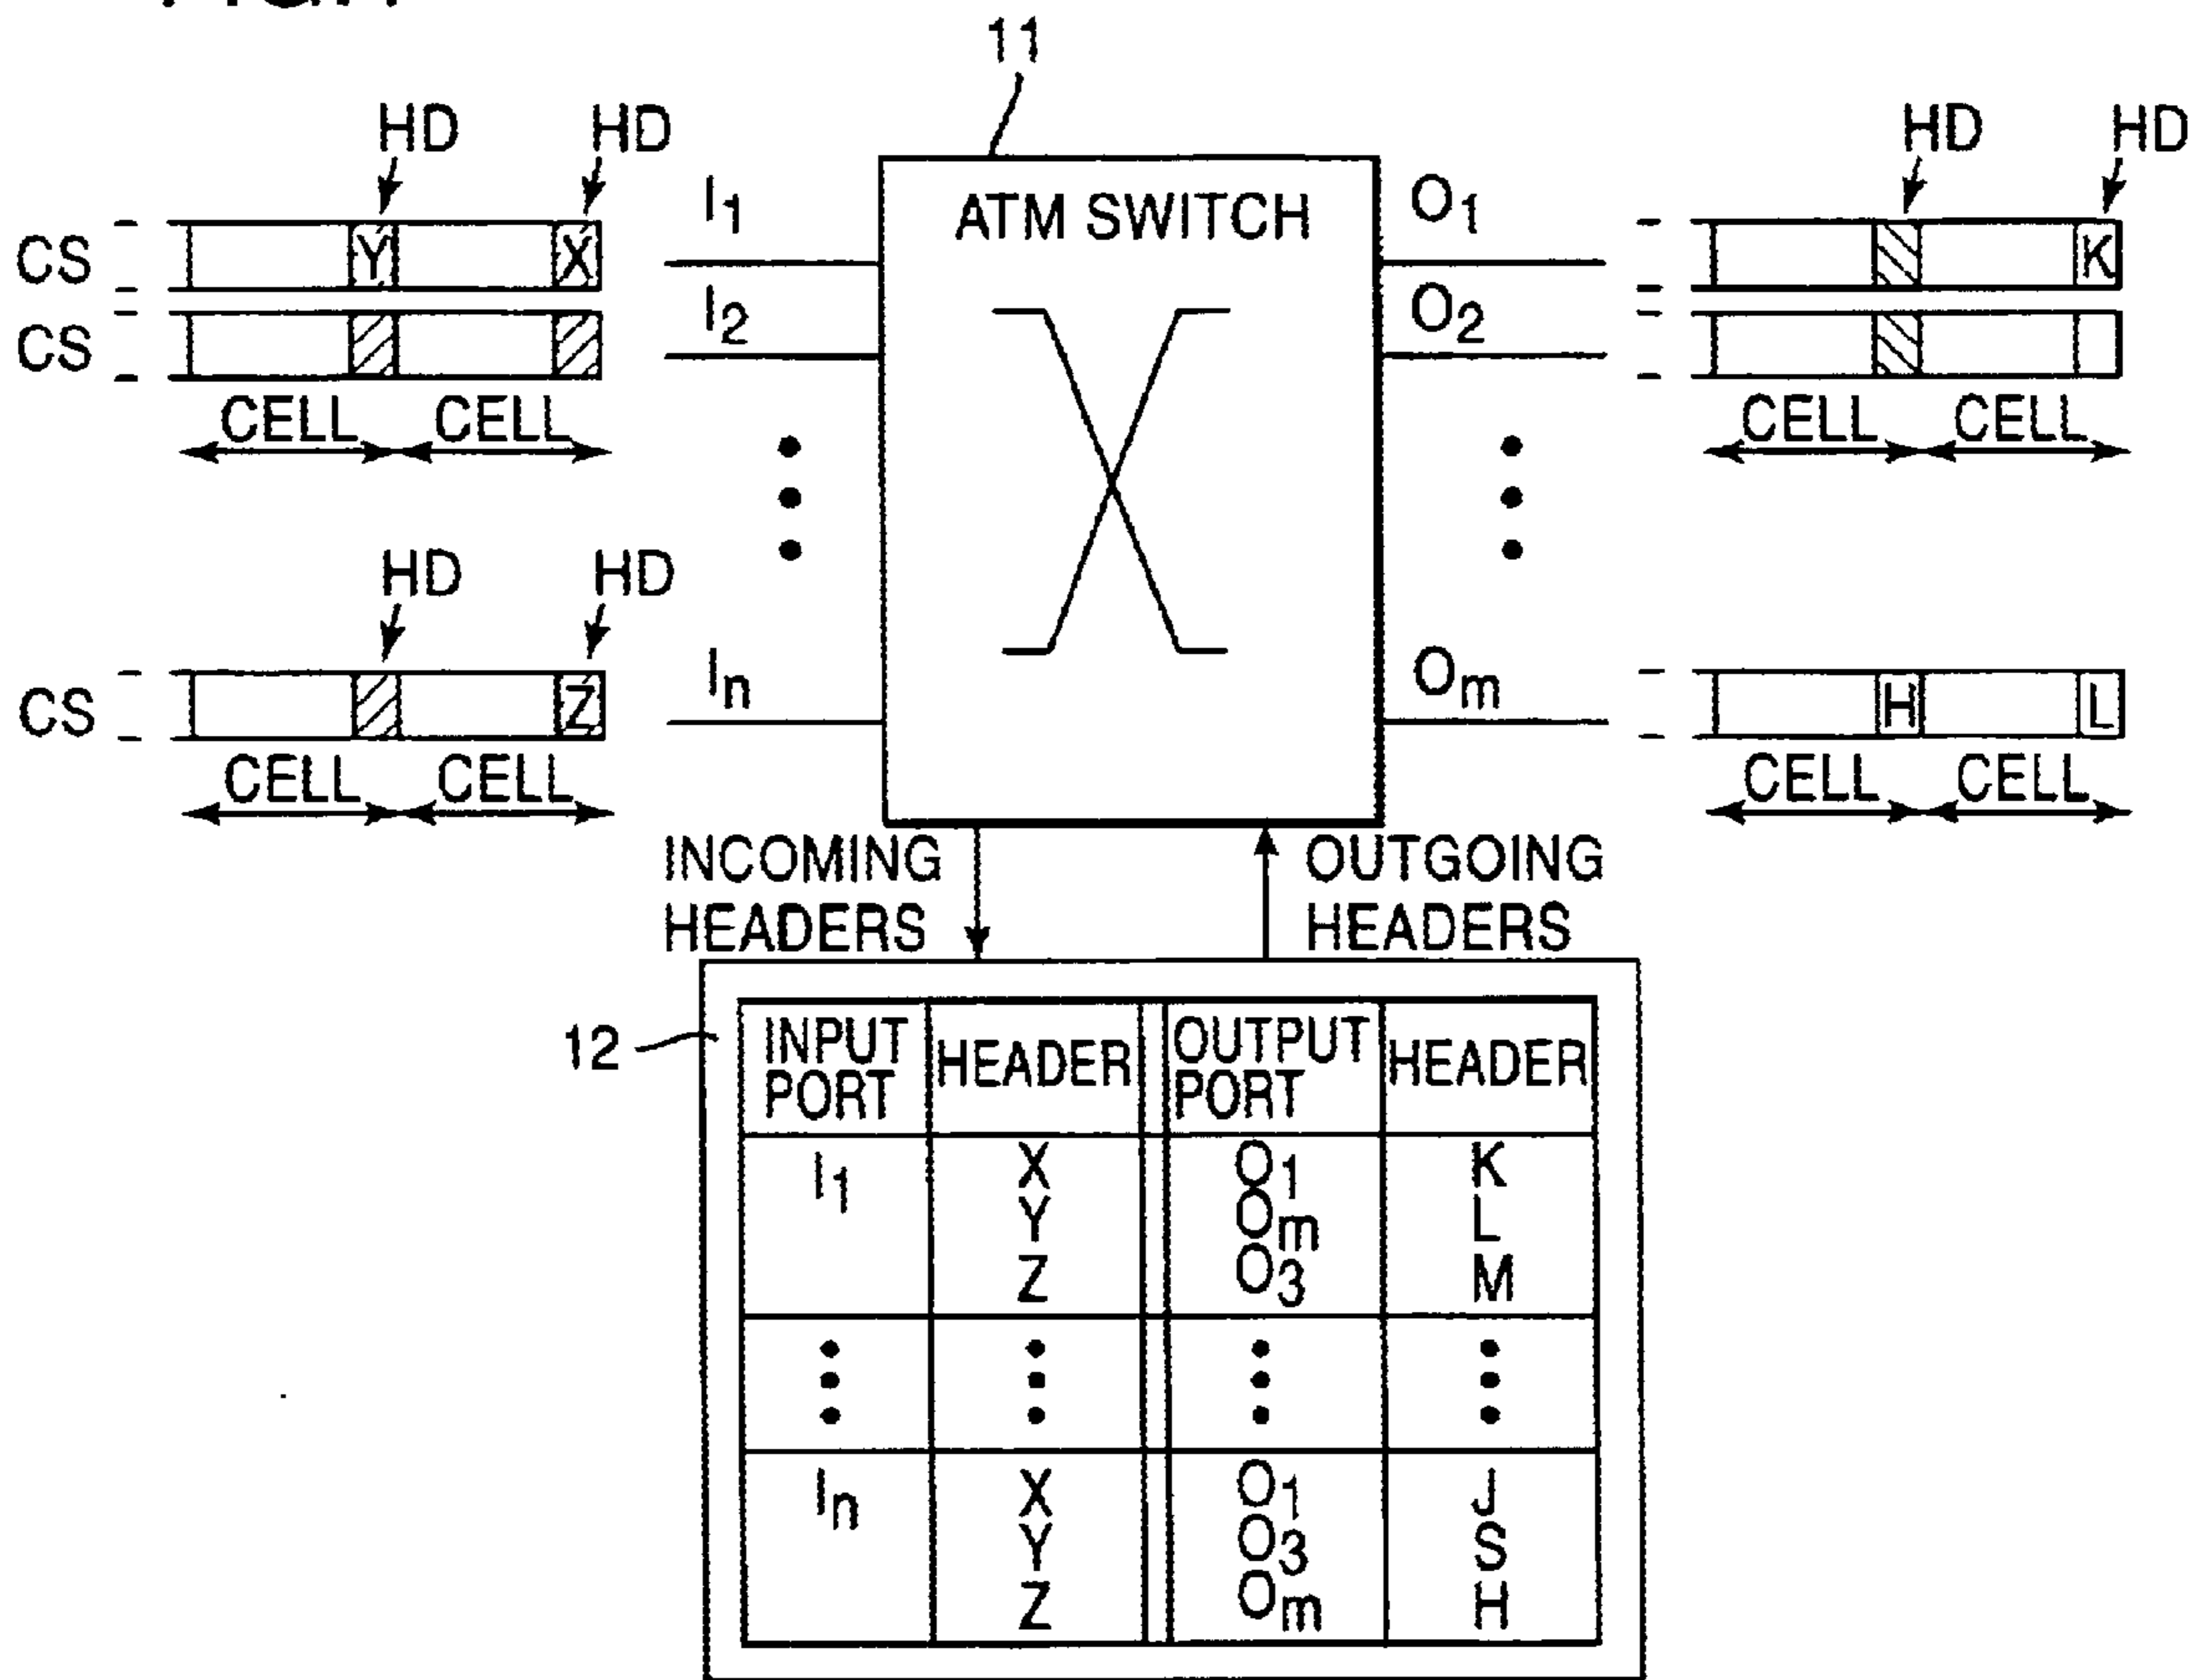 11
HD HD HD HD
CS Y X I1 ATM SWITCH O1 K
CS I2 O2
CELL CELL CELL CELL
HD HD
CS Z In Om H L
CELL CELL CELL CELL
INCOMING HEADERS OUTGOING HEADERS
12
INPUT PORT HEADER OUTPUT PORT HEADER
I1 X O1 K
Y Om L
Z O3 M
In X O1 J
Y O3 S
Z Om H